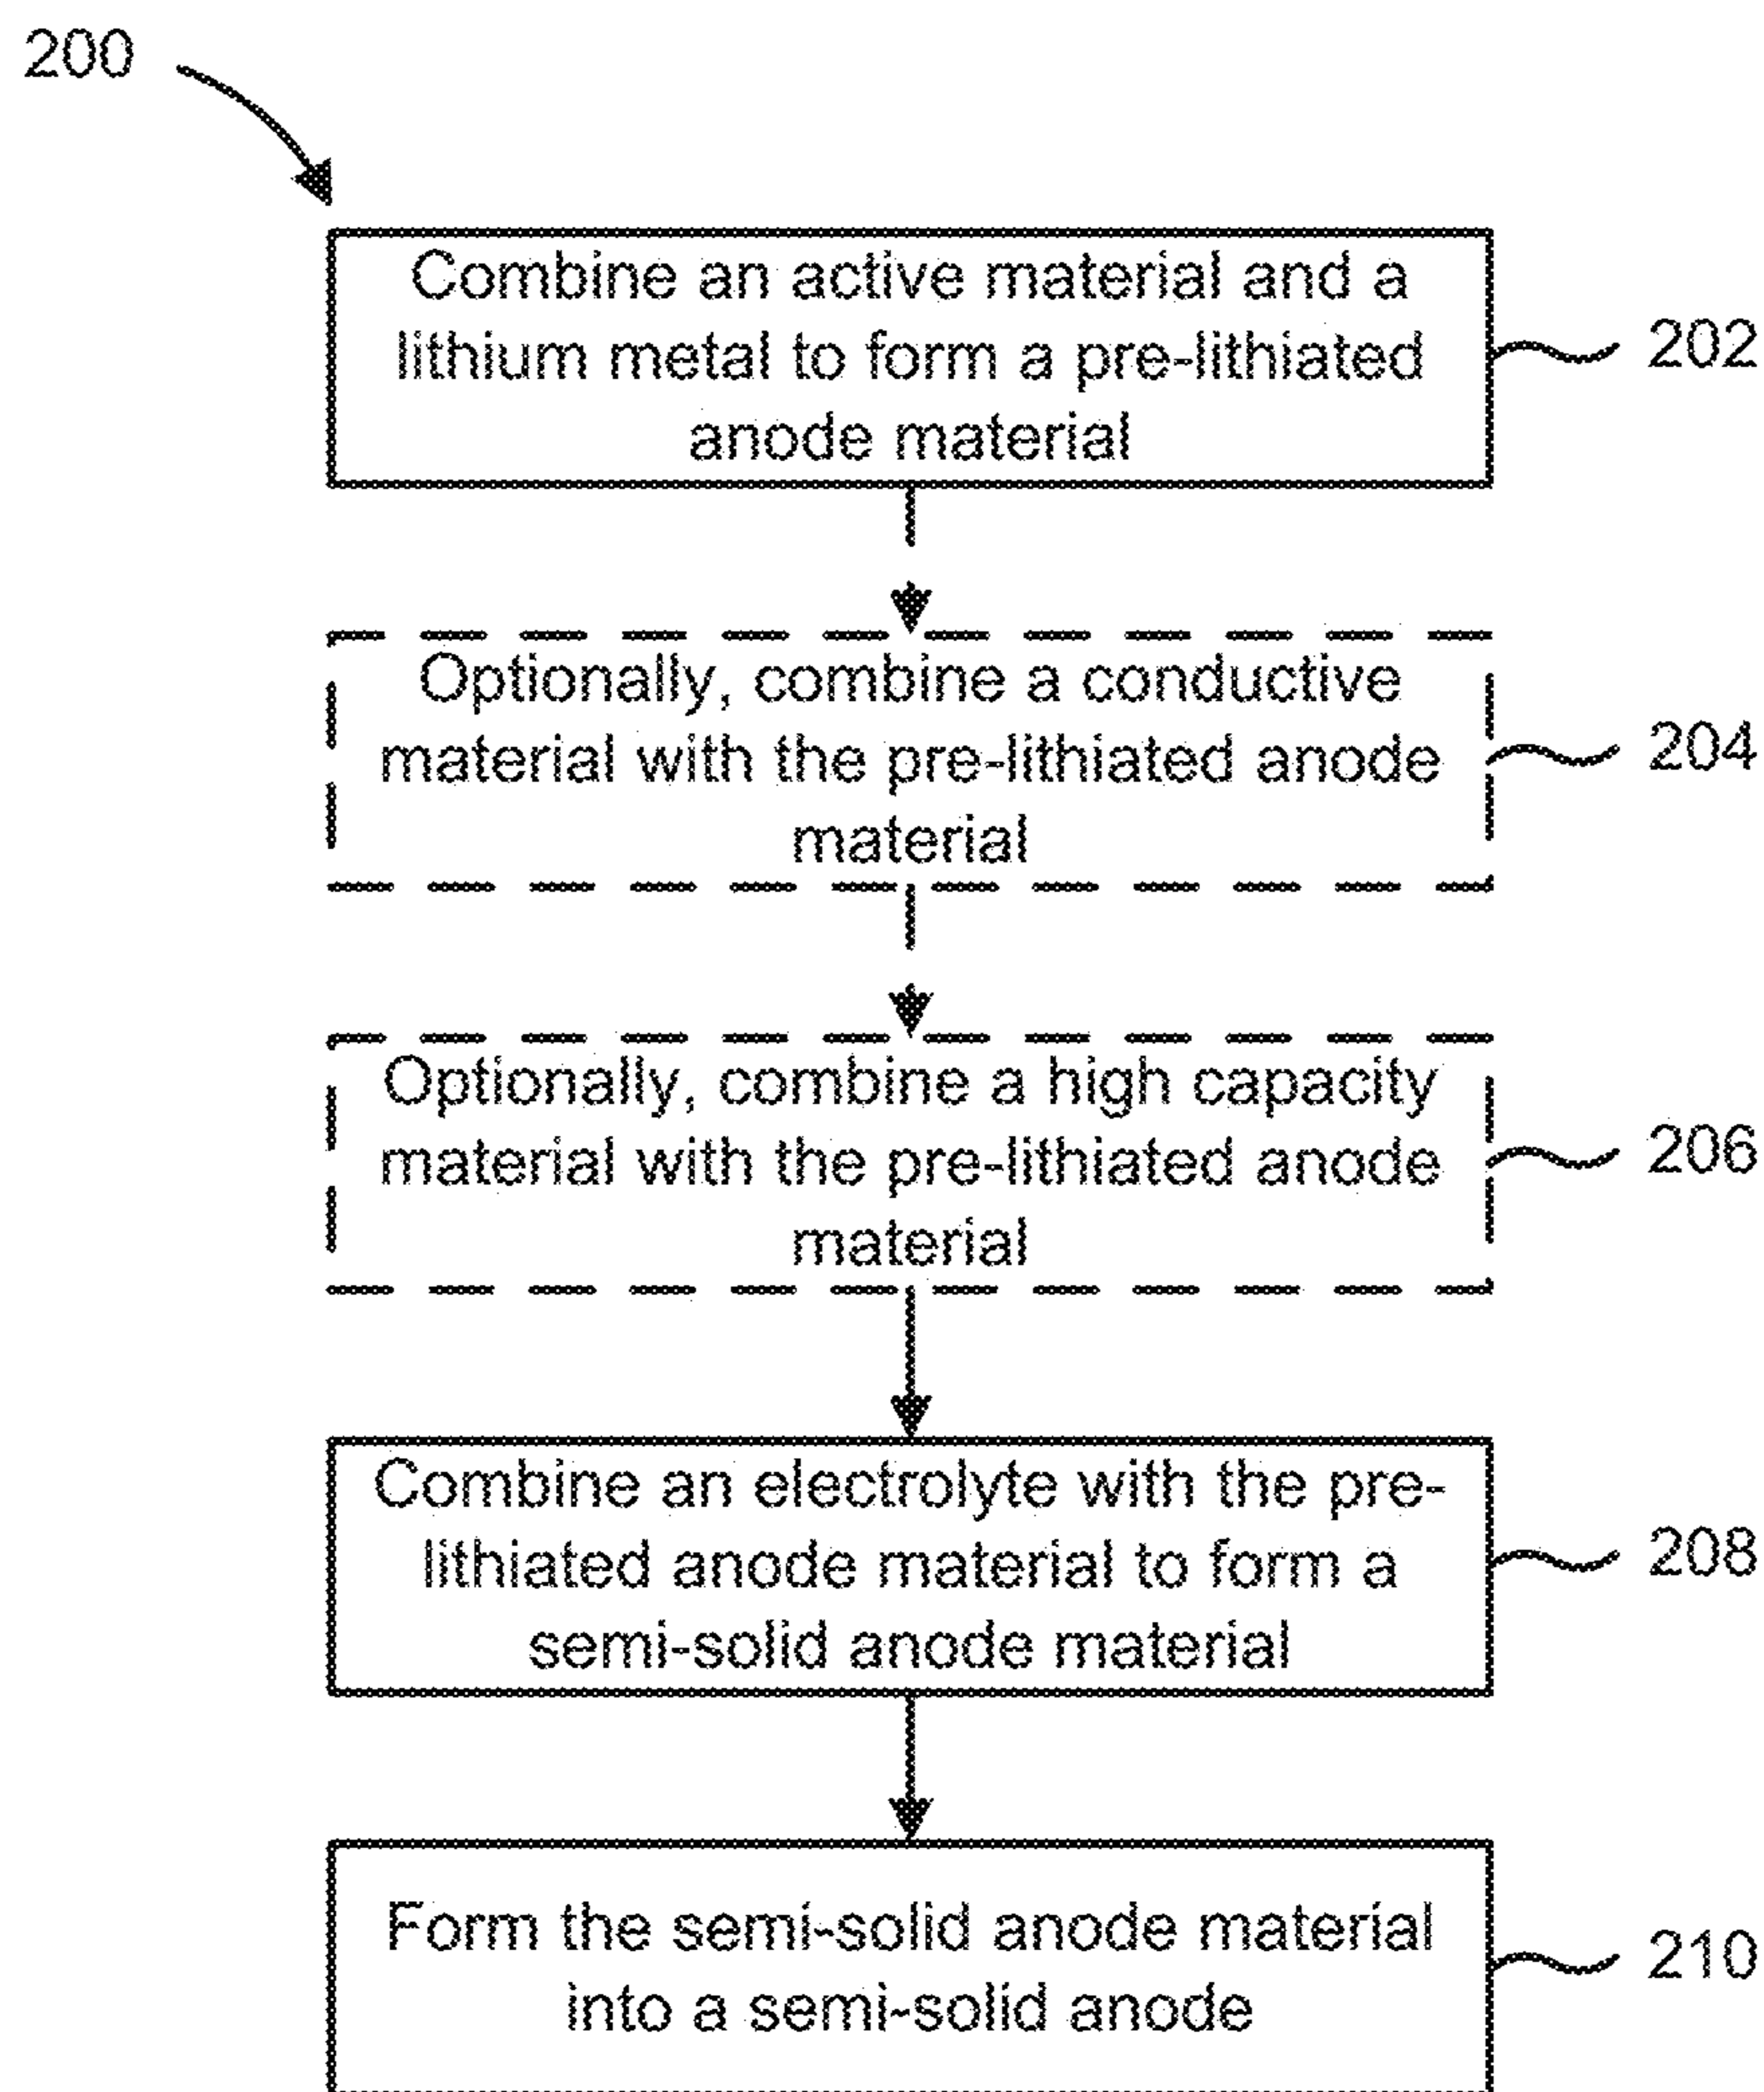 200
Combine an active material and a
lithium metal to form a pre-lithiated
anode material
202
Optionally, combine a conductive
material with the pre-lithiated anode
material
204
Optionally, combine a high capacity
material with the pre-lithiated anode
material
206
Combine an electrolyte with the pre-
lithiated anode material to form a
semi-solid anode material
208
Form the semi-solid anode material
into a semi-solid anode
210